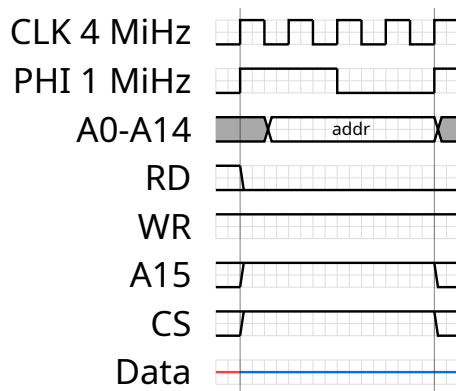 CLK 4 MiHz
PHI 1 MiHz
A0-A14 addr
RD
WR
A15
CS
Data